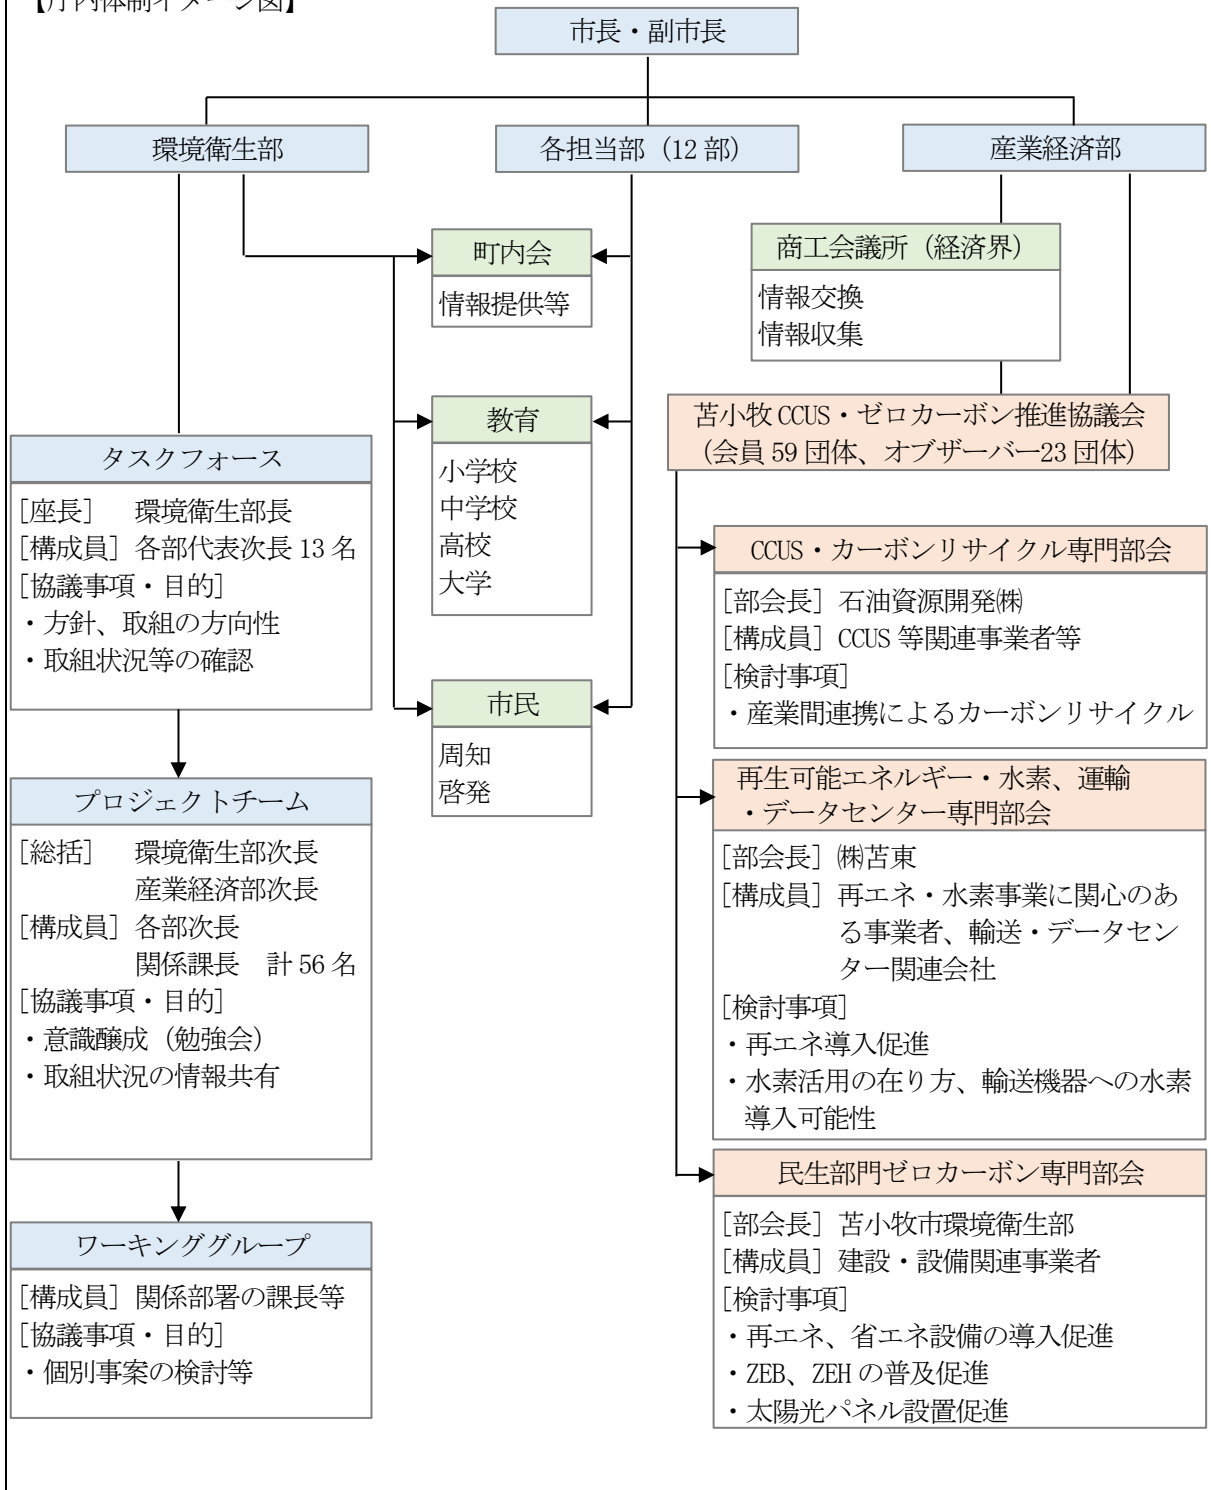 【庁内体制イメージ図】
市長・副市長
環境衛生部
各担当部（12 部）
産業経済部
町内会
情報提供等
教育
小学校
中学校
高校
大学
市民
周知
啓発
商工会議所（経済界）
情報交換
情報収集
苫小牧 CCUS・ゼロカーボン推進協議会
（会員 59 団体、オブザーバー23 団体）
タスクフォース
［座長］　環境衛生部長
［構成員］各部代表次長 13 名
［協議事項・目的］
・方針、取組の方向性
・取組状況等の確認
プロジェクトチーム
［総括］　環境衛生部次長
産業経済部次長
［構成員］各部次長
関係課長　計 56 名
［協議事項・目的］
・意識醸成（勉強会）
・取組状況の情報共有
ワーキンググループ
［構成員］関係部署の課長等
［協議事項・目的］
・個別事案の検討等
CCUS・カーボンリサイクル専門部会
［部会長］石油資源開発㈱
［構成員］CCUS 等関連事業者等
［検討事項］
・産業間連携によるカーボンリサイクル
再生可能エネルギー・水素、運輸
・データセンター専門部会
［部会長］㈱苫東
［構成員］再エネ・水素事業に関心のあ
る事業者、輸送・データセン
ター関連会社
［検討事項］
・再エネ導入促進
・水素活用の在り方、輸送機器への水素
導入可能性
民生部門ゼロカーボン専門部会
［部会長］苫小牧市環境衛生部
［構成員］建設・設備関連事業者
［検討事項］
・再エネ、省エネ設備の導入促進
・ZEB、ZEH の普及促進
・太陽光パネル設置促進